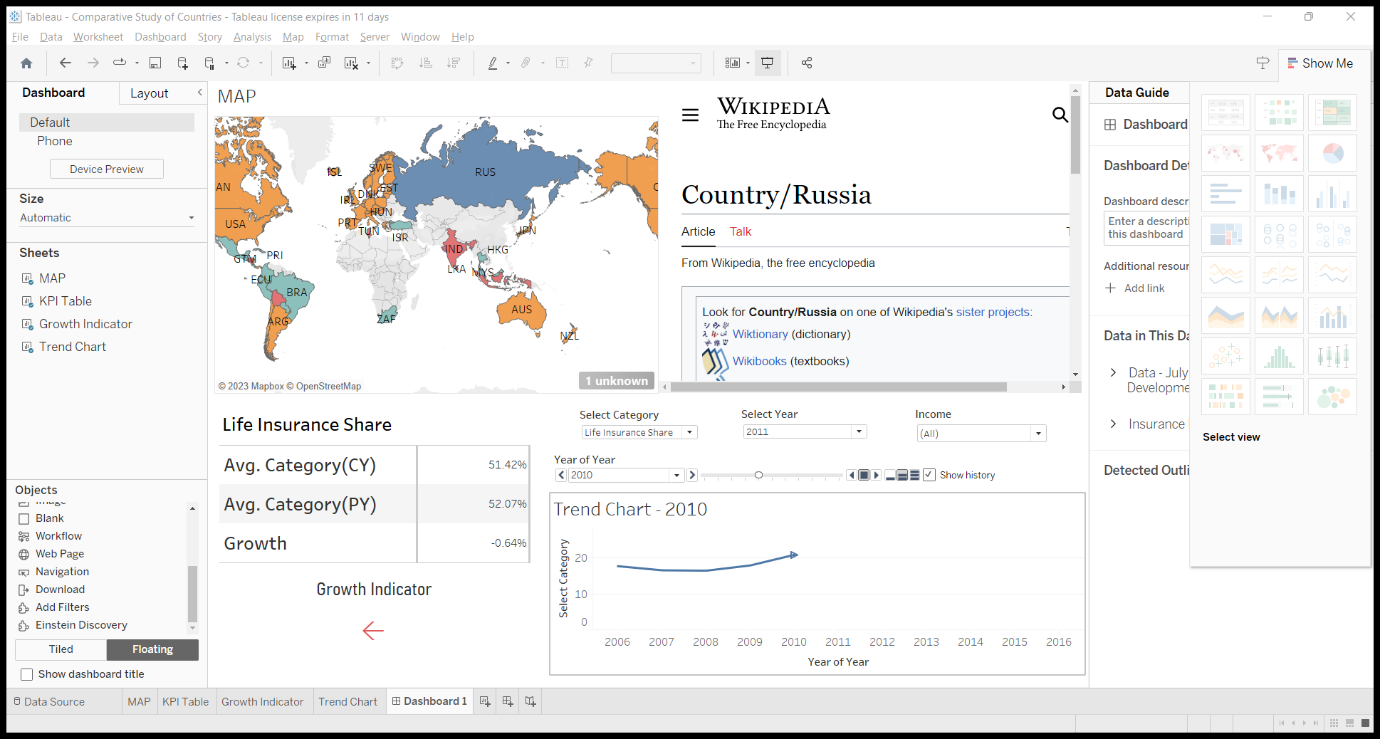 Tableau - Comparative Study of Countries - Tableau license expires in 11 days
File Data Worksheet Dashboard Story Analysis Map Format Server Window Help
Show Me
Dashboard Layout
Default
Phone
Device Preview
Size
Automatic
Sheets
MAP
KPI Table
Growth Indicator
Trend Chart
Objects
Image
Blank
Workflow
Web Page
Navigation
Download
Add Filters
Einstein Discovery
Tiled Floating
Show dashboard title
MAP
ISL
SWE
RUS
AN
DNK
EST
IRL
HUN
USA
PRT
TUN
ISR
JPN
GTM
PRI
IND
HKG
LKA
MYS
ECU
BRA
AUS
ARG
ZAF
NZL
© 2023 Mapbox © OpenStreetMap
1 unknown
WIKIPEDIA
The Free Encyclopedia
Country/Russia
Article Talk
From Wikipedia, the free encyclopedia
Look for Country/Russia on one of Wikipedia's sister projects:
Wiktionary (dictionary)
Wikibooks (textbooks)
Life Insurance Share
Avg. Category(CY) 51.42%
Avg. Category(PY) 52.07%
Growth -0.64%
Growth Indicator
Select Category
Life Insurance Share
Select Year
2011
Income
(All)
Year of Year
2010
Show history
Trend Chart - 2010
Select Category
20
10
0
2006 2007 2008 2009 2010 2011 2012 2013 2014 2015 2016
Year of Year
Data Guide
Dashboard
Dashboard Det
Dashboard descr
Enter a descripti
this dashboard
Additional resour
Add link
Data in This Da
Data - July
Developme
Insurance
Detected Outli
Select view
Data Source MAP KPI Table Growth Indicator Trend Chart Dashboard 1